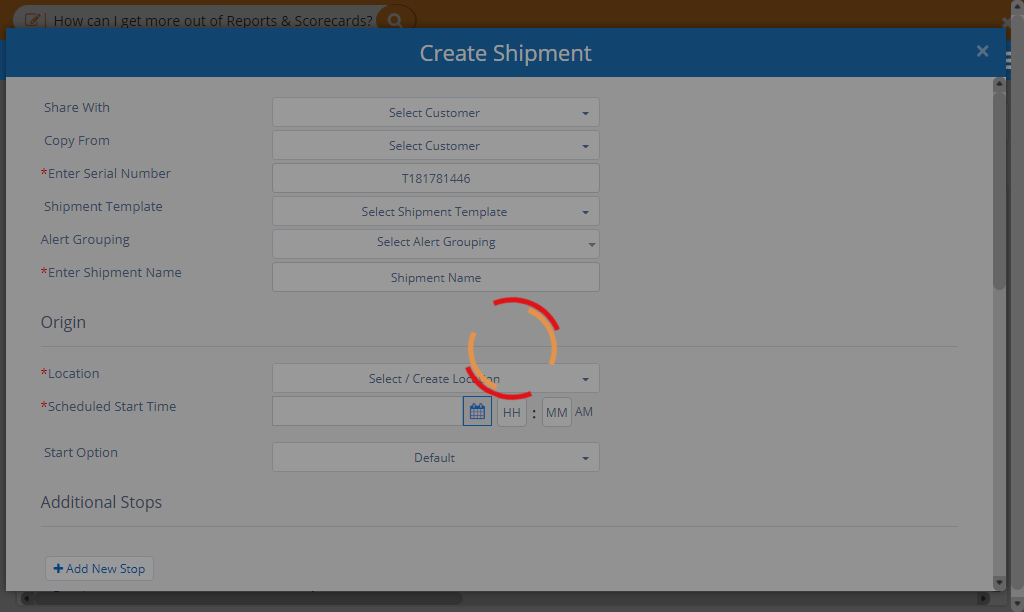 How can I get more out of Reports & Scorecards?
Create Shipment
×
Share With
Select Customer
Copy From
Select Customer
*Enter Serial Number
T181781446
Shipment Template
Select Shipment Template
Alert Grouping
Select Alert Grouping
*Enter Shipment Name
Shipment Name
Origin
*Location
Select / Create Location
*Scheduled Start Time
HH : MM AM
Start Option
Default
Additional Stops
+ Add New Stop